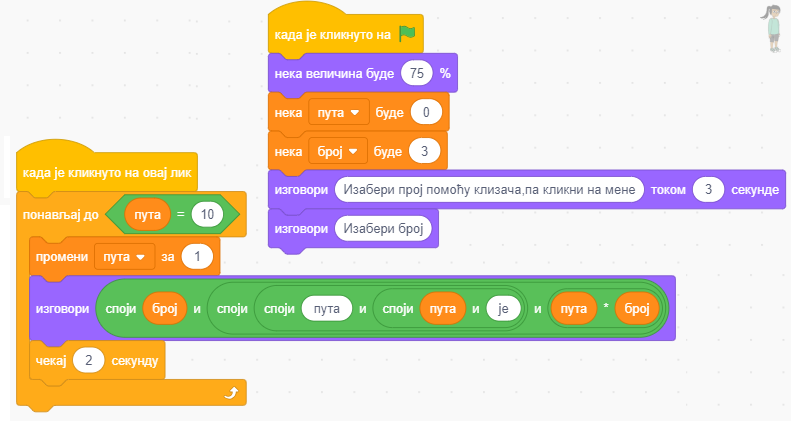 када је кликнуто на
нека величина буде 75 %
нека пута буде 0
нека број буде 3
изговори Изабери прој помоћу клизача,па кликни на мене током 3 секунде
изговори Изабери број
када је кликнуто на овај лик
понављај до пута = 10
промени пута за 1
изговори споји број и споји споји пута и споји пута и је и пута * број
чекај 2 секунду